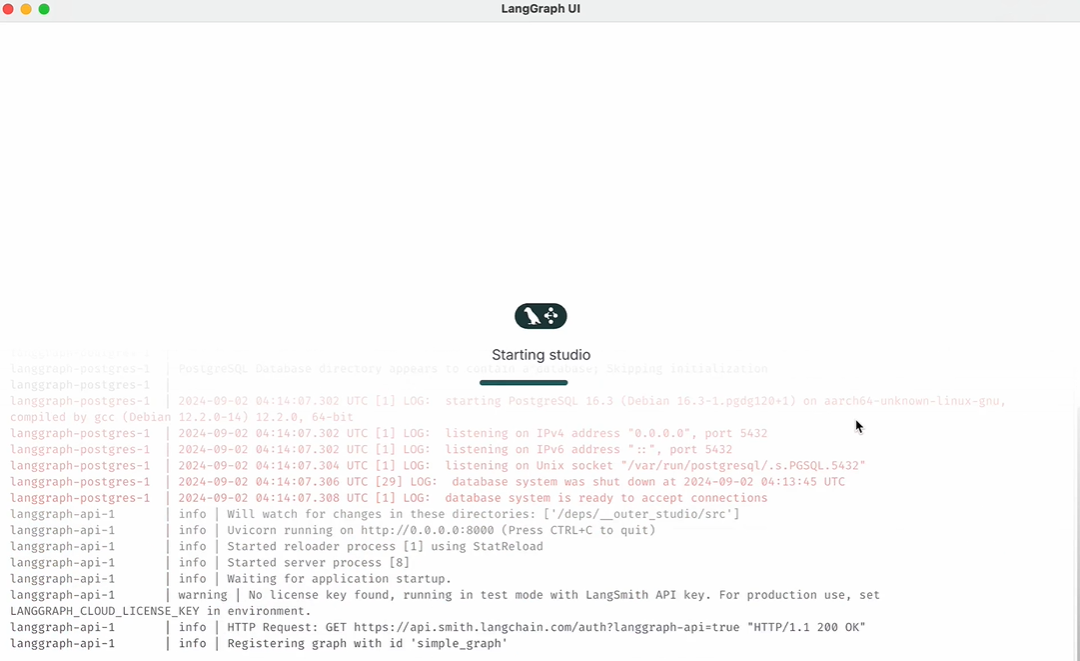 LangGraph UI
Starting studio
langgraph-postgres-1 |
langgraph-postgres-1 | PostgreSQL Database directory appears to contain a database; Skipping initialization
langgraph-postgres-1 |
langgraph-postgres-1 | 2024-09-02 04:14:07.302 UTC [1] LOG:  starting PostgreSQL 16.3 (Debian 16.3-1.pgdg120+1) on aarch64-unknown-linux-gnu,
compiled by gcc (Debian 12.2.0-14) 12.2.0, 64-bit
langgraph-postgres-1 | 2024-09-02 04:14:07.302 UTC [1] LOG:  listening on IPv4 address "0.0.0.0", port 5432
langgraph-postgres-1 | 2024-09-02 04:14:07.302 UTC [1] LOG:  listening on IPv6 address "::", port 5432
langgraph-postgres-1 | 2024-09-02 04:14:07.304 UTC [1] LOG:  listening on Unix socket "/var/run/postgresql/.s.PGSQL.5432"
langgraph-postgres-1 | 2024-09-02 04:14:07.306 UTC [29] LOG:  database system was shut down at 2024-09-02 04:13:45 UTC
langgraph-postgres-1 | 2024-09-02 04:14:07.308 UTC [1] LOG:  database system is ready to accept connections
langgraph-api-1 | info | Will watch for changes in these directories: ['/deps/__outer_studio/src']
langgraph-api-1 | info | Uvicorn running on http://0.0.0.0:8000 (Press CTRL+C to quit)
langgraph-api-1 | info | Started reloader process [1] using StatReload
langgraph-api-1 | info | Started server process [8]
langgraph-api-1 | info | Waiting for application startup.
langgraph-api-1 | warning | No license key found, running in test mode with LangSmith API key. For production use, set
LANGGRAPH_CLOUD_LICENSE_KEY in environment.
langgraph-api-1 | info | HTTP Request: GET https://api.smith.langchain.com/auth?langgraph-api=true "HTTP/1.1 200 OK"
langgraph-api-1 | info | Registering graph with id 'simple_graph'